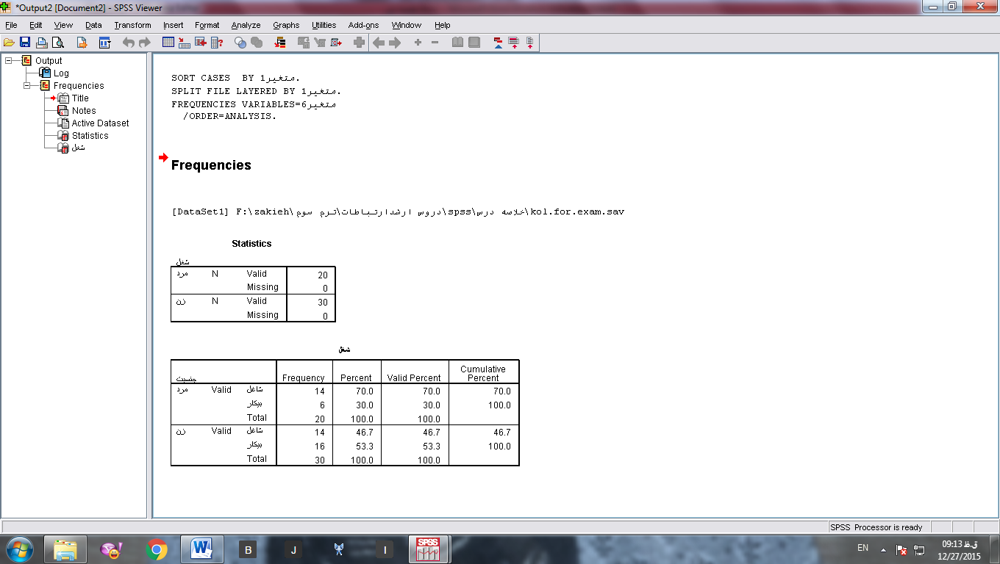 *Output2 [Document2] - SPSS Viewer
File Edit View Data Transform Insert Format Analyze Graphs Utilities Add-ons Window Help
Output
Log
Frequencies
Title
Notes
Active Dataset
Statistics
شغل
SORT CASES BY متغیر1.
SPLIT FILE LAYERED BY متغیر1.
FREQUENCIES VARIABLES=متغیر6
/ORDER=ANALYSIS.
Frequencies
[DataSet1] F:\zakieh\دروس ارشدارتباطات\ترم سوم\spss\خلاصه درس\kol.for.exam.sav
Statistics
شغل
مرد N Valid 20
Missing 0
زن N Valid 30
Missing 0
شغل
جنسیت Frequency Percent Valid Percent Cumulative Percent
مرد Valid شاغل 14 70.0 70.0 70.0
بیکار 6 30.0 30.0 100.0
Total 20 100.0 100.0
زن Valid شاغل 14 46.7 46.7 46.7
بیکار 16 53.3 53.3 100.0
Total 30 100.0 100.0
SPSS Processor is ready
B J I SPSS EN 09:13 ق.ظ
12/27/2015